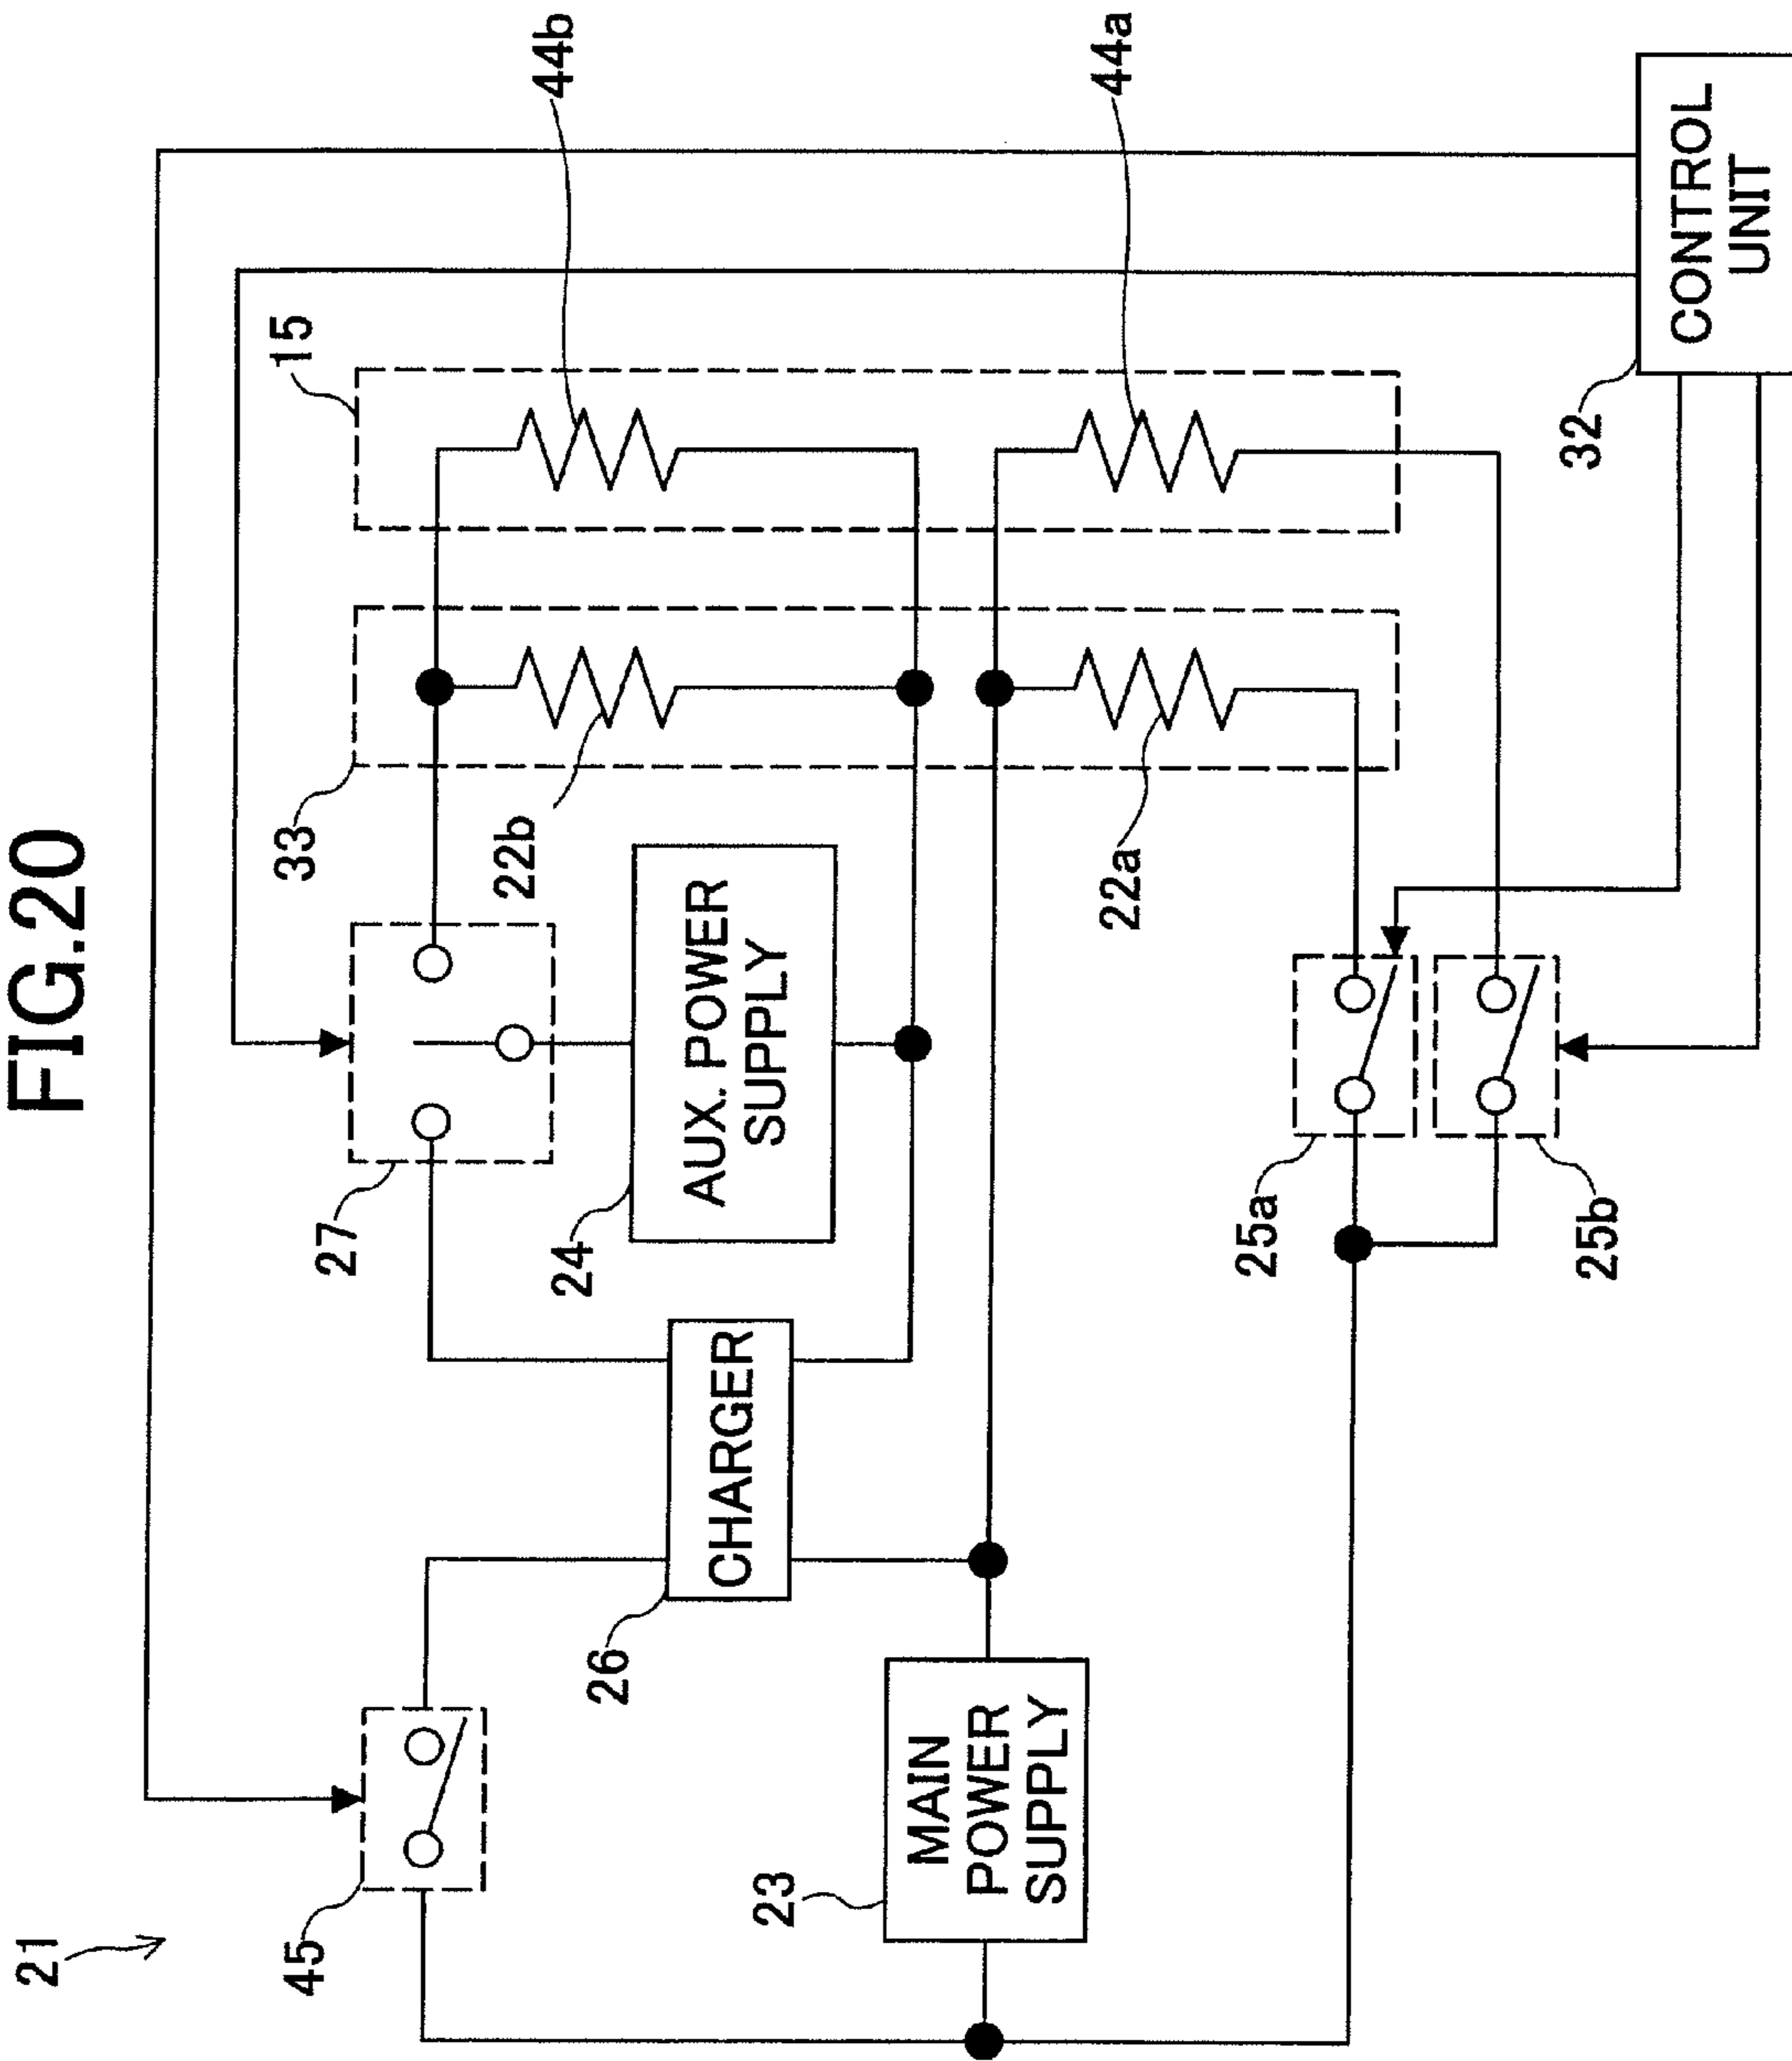 FIG.20
21
45
26
CHARGER
23
MAIN
POWER
SUPPLY
27
24
AUX. POWER
SUPPLY
33
22b
22a
15
44b
44a
25a
25b
32
CONTROL
UNIT